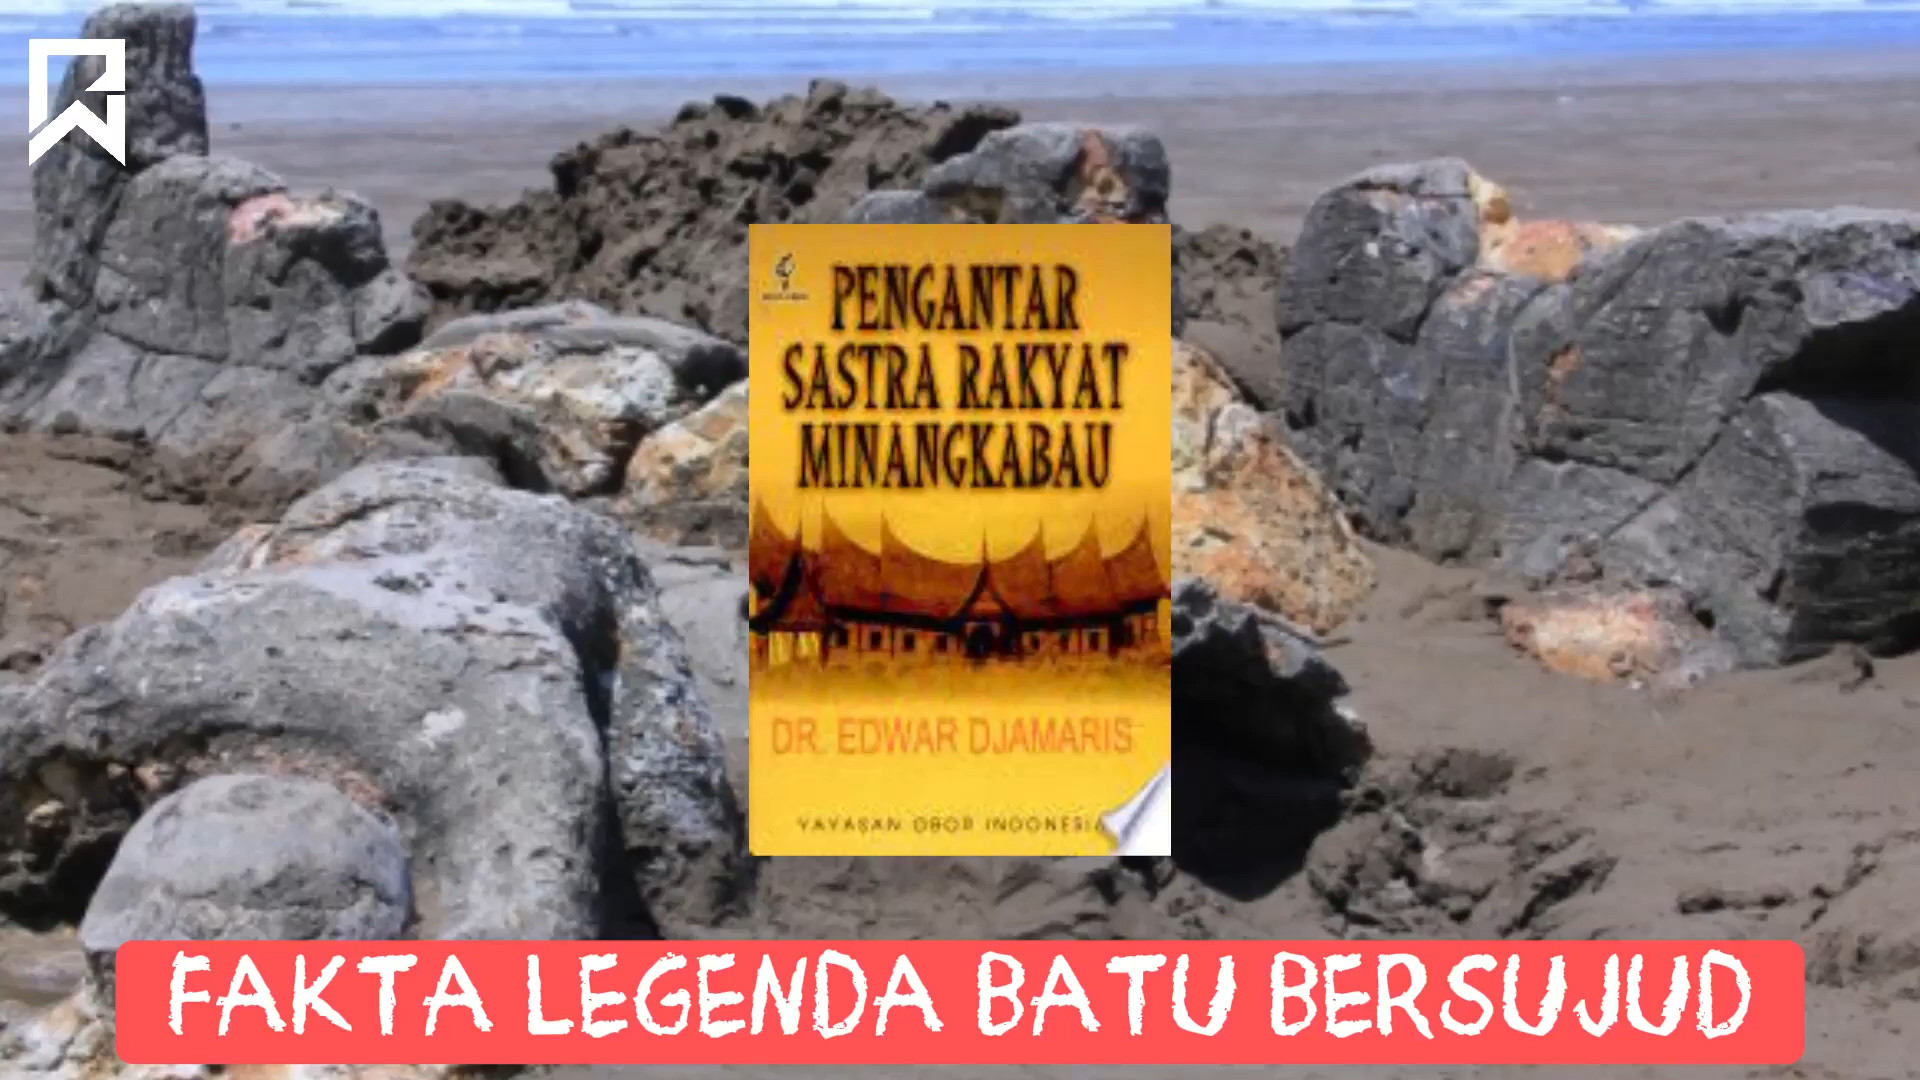 PENGANTAR
SASTRA RAKYAT
MINANGKABAU
DR. EDWAR DJAMARIS
YAYASAN OBOR INDONESIA
FAKTA LEGENDA BATU BERSUJUD